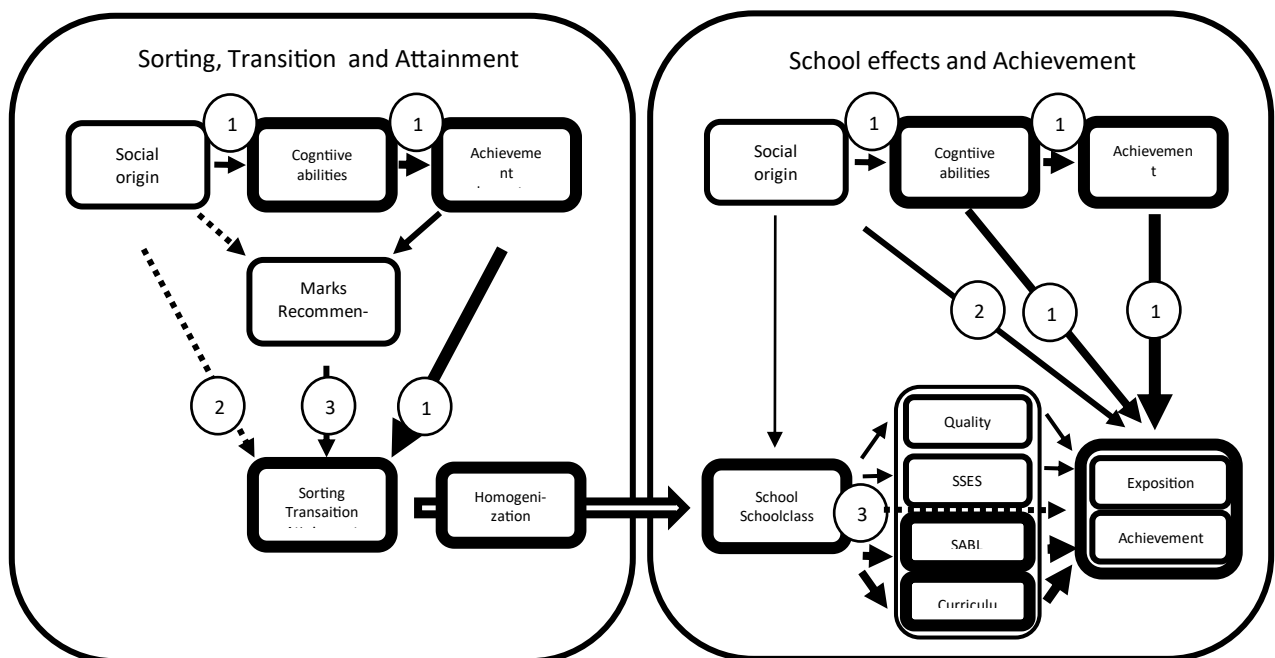 Sorting, Transition and Attainment
1
1
Social
origin
Cogntiive
abilities
Achieveme
nt
Marks
Recommen-
2
3
1
Sorting
Transaition
Homogeni-
zation
School effects and Achievement
1
1
Social
origin
Cogntiive
abilities
Achievemen
t
2
1
1
School
Schoolclass
3
Quality
SSES
SABL
Curriculu
Exposition
Achievement